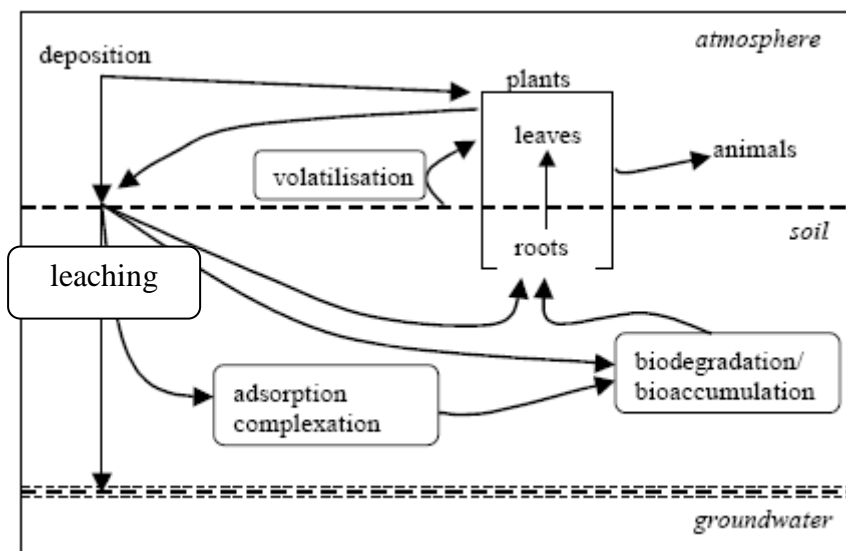 atmosphere
deposition
plants
leaves
animals
volatilisation
soil
roots
leaching
biodegradation/
bioaccumulation
adsorption
complexation
groundwater